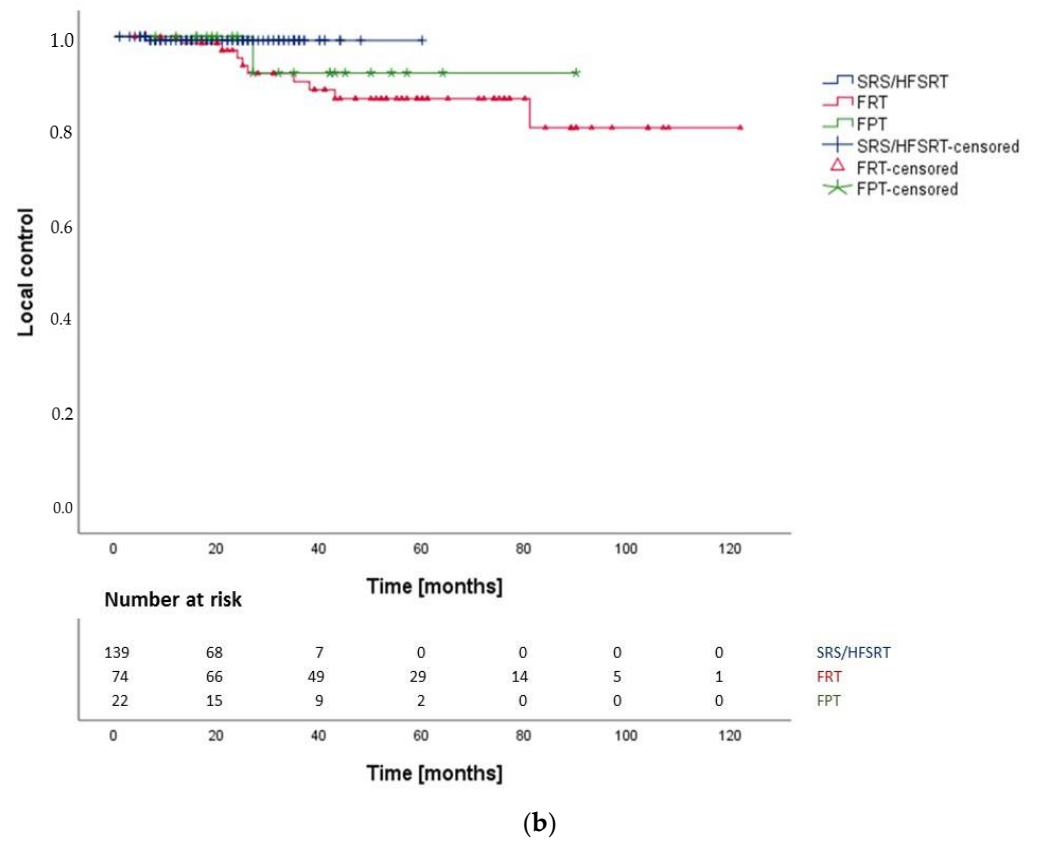 1.0
0.8
0.6
0.4
0.2
0.0
Local control
0 20 40 60 80 100 120
Time [months]
SRS/HFSRT
FRT
FPT
SRS/HFSRT-censored
FRT-censored
FPT-censored
Number at risk
139 68 7 0 0 0 0 SRS/HFSRT
74 66 49 29 14 5 1 FRT
22 15 9 2 0 0 0 FPT
0 20 40 60 80 100 120
Time [months]
(b)